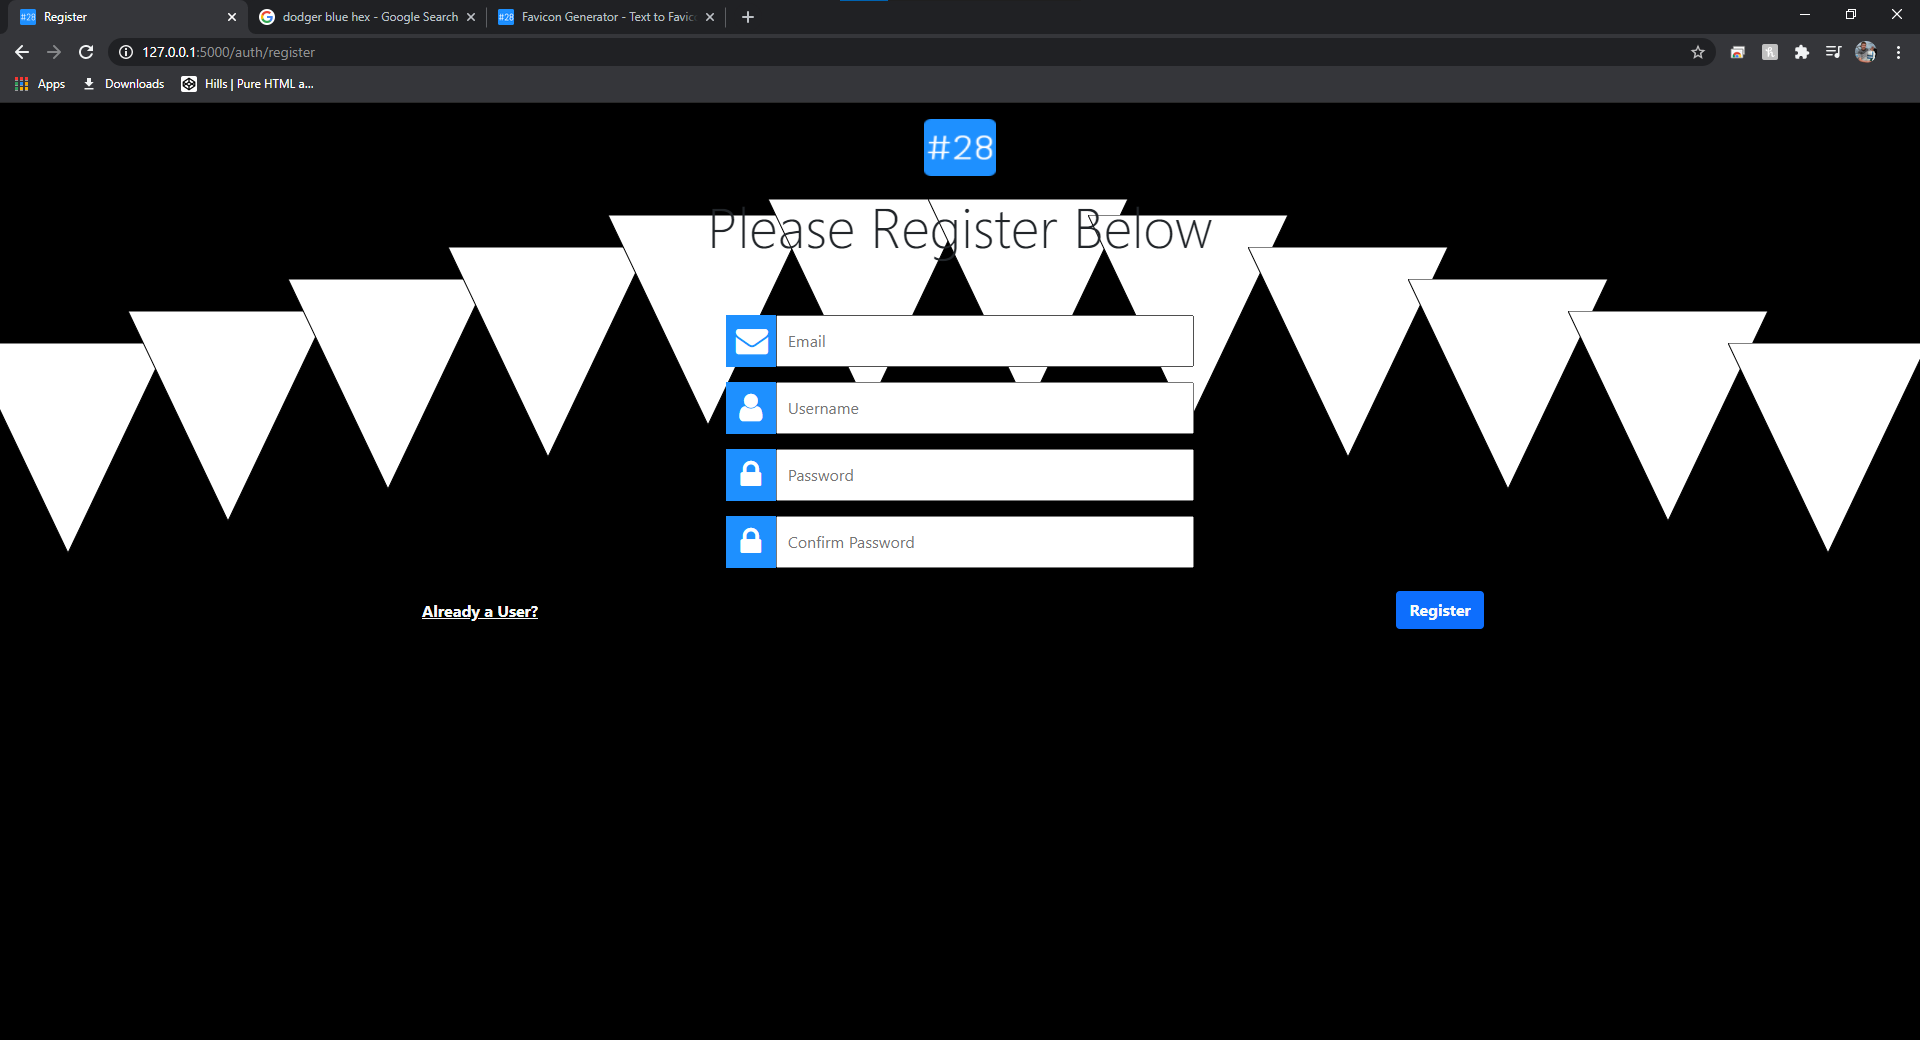 #28 Register
dodger blue hex - Google Search
#28 Favicon Generator - Text to Favic
127.0.0.1:5000/auth/register
Apps
Downloads
Hills | Pure HTML a...
#28
Please Register Below
Email
Username
Password
Confirm Password
Already a User?
Register